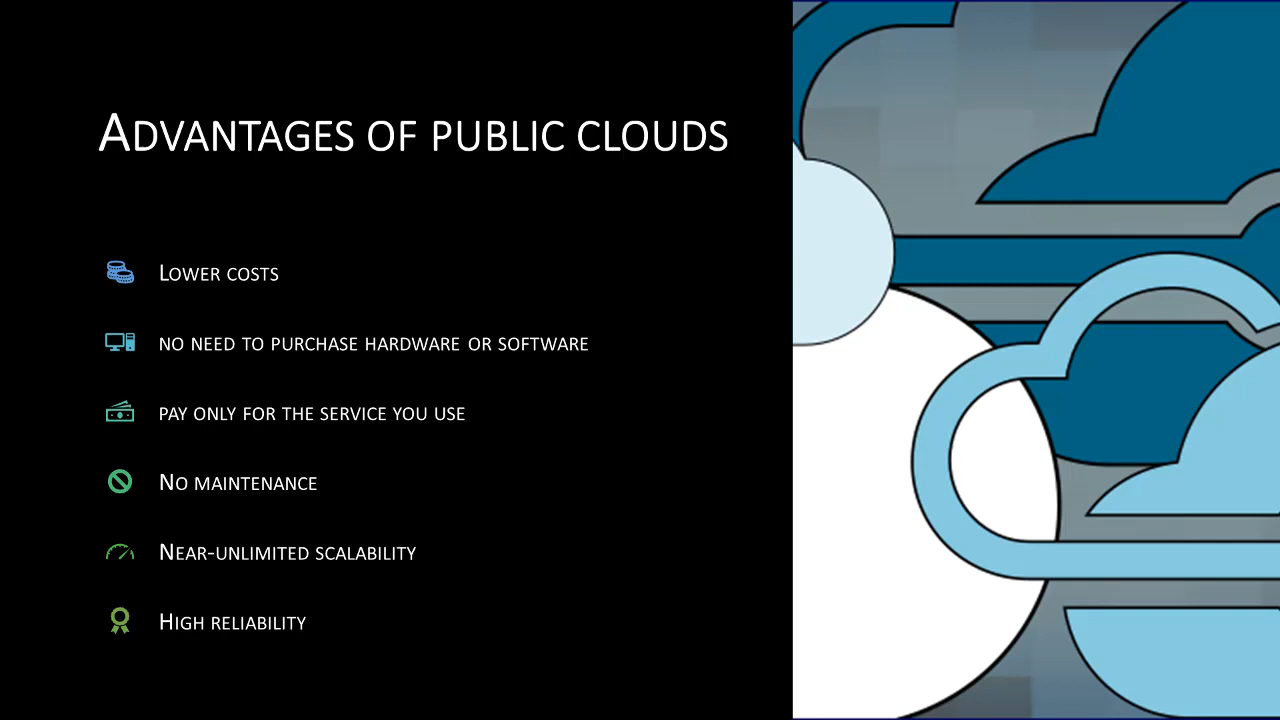 Advantages of public clouds
Lower costs
no need to purchase hardware or software
pay only for the service you use
No maintenance
Near-unlimited scalability
High reliability